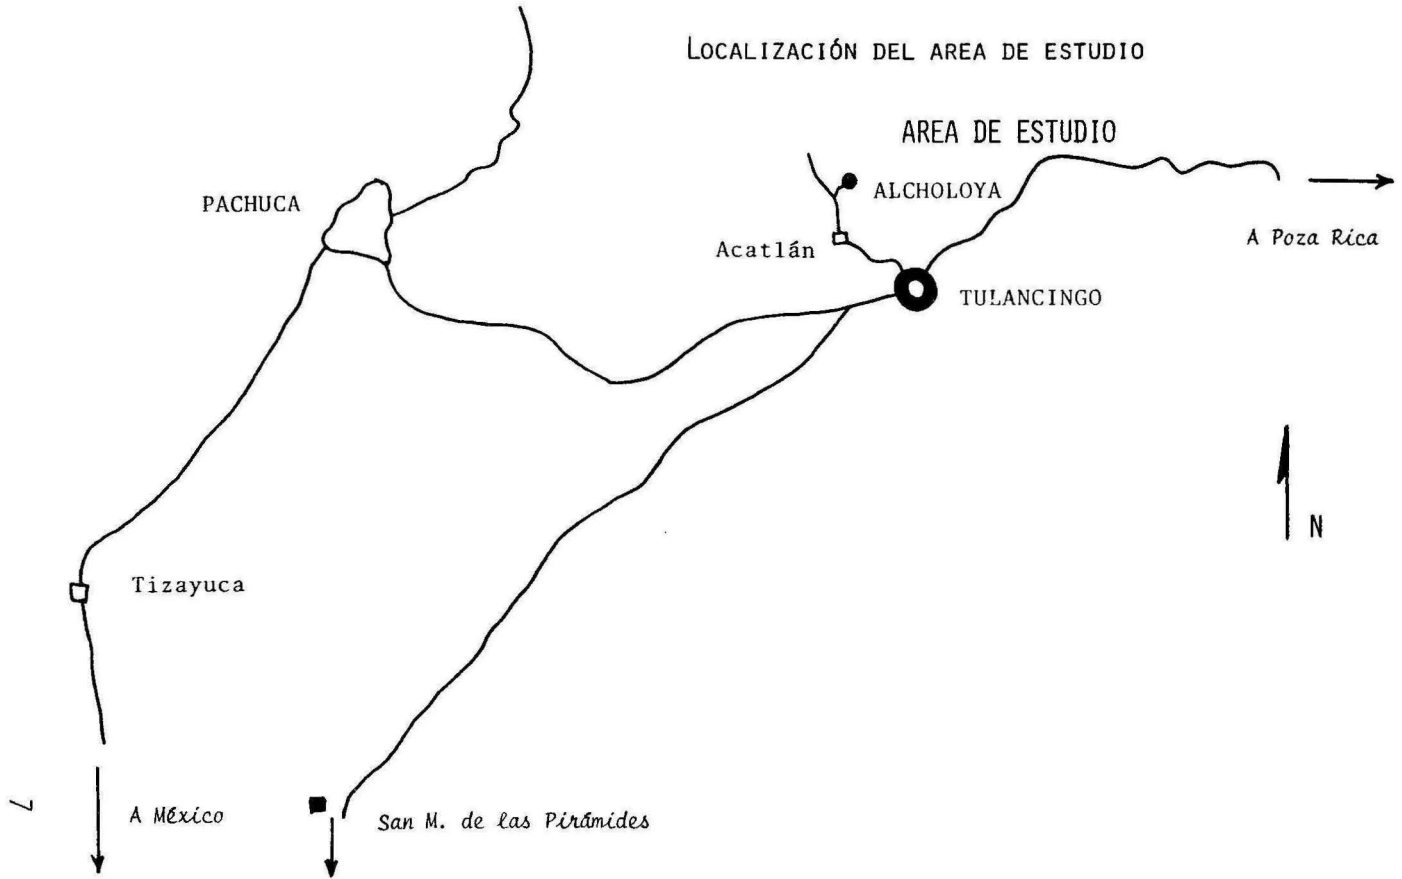 LOCALIZACIÓN DEL AREA DE ESTUDIO
AREA DE ESTUDIO
ALCHOLOYA
PACHUCA
Acatlán
A Poza Rica
TULANCINGO
N
Tizayuca
A México
San M. de las Pirámides
7